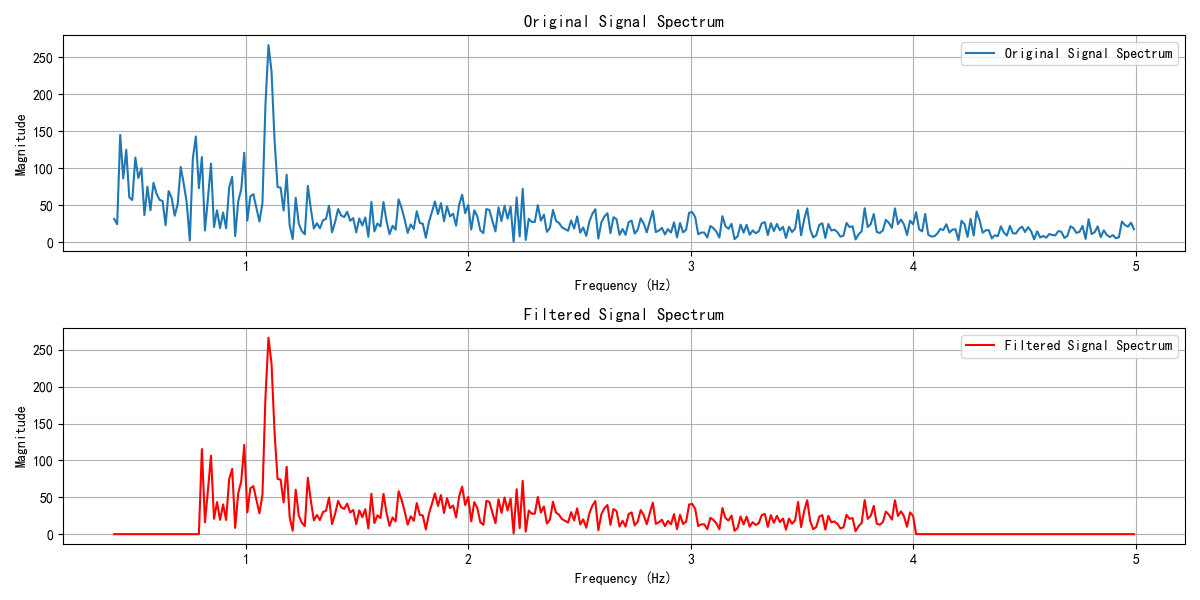 Original Signal Spectrum
Original Signal Spectrum
Magnitude
250
200
150
100
50
0
1
2
3
4
5
Frequency (Hz)
Filtered Signal Spectrum
Filtered Signal Spectrum
Magnitude
250
200
150
100
50
0
1
2
3
4
5
Frequency (Hz)